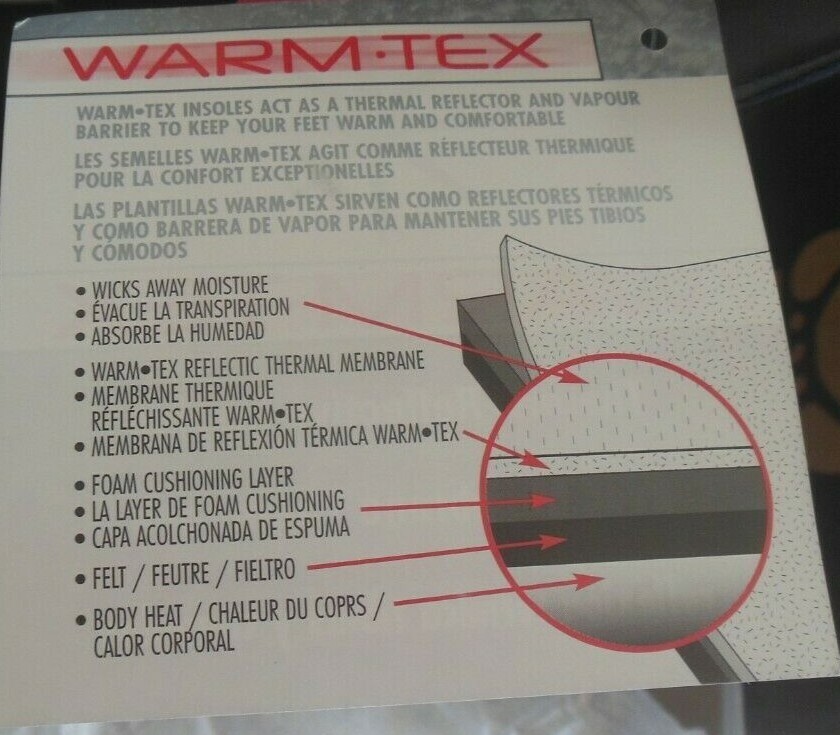 WARM•TEX
WARM•TEX INSOLES ACT AS A THERMAL REFLECTOR AND VAPOUR
BARRIER TO KEEP YOUR FEET WARM AND COMFORTABLE
LES SEMELLES WARM•TEX AGIT COMME RÉFLECTEUR THERMIQUE
POUR LA CONFORT EXCEPTIONELLES
LAS PLANTILLAS WARM•TEX SIRVEN COMO REFLECTORES TÉRMICOS
Y COMO BARRERA DE VAPOR PARA MANTENER SUS PIES TIBIOS
Y CÓMODOS
• WICKS AWAY MOISTURE
• ÉVACUE LA TRANSPIRATION
• ABSORBE LA HUMEDAD
• WARM•TEX REFLECTIC THERMAL MEMBRANE
• MEMBRANE THERMIQUE
RÉFLÉCHISSANTE WARM•TEX
• MEMBRANA DE REFLEXIÓN TÉRMICA WARM•TEX
• FOAM CUSHIONING LAYER
• LA LAYER DE FOAM CUSHIONING
• CAPA ACOLCHONADA DE ESPUMA
• FELT / FEUTRE / FIELTRO
• BODY HEAT / CHALEUR DU COPRS /
CALOR CORPORAL